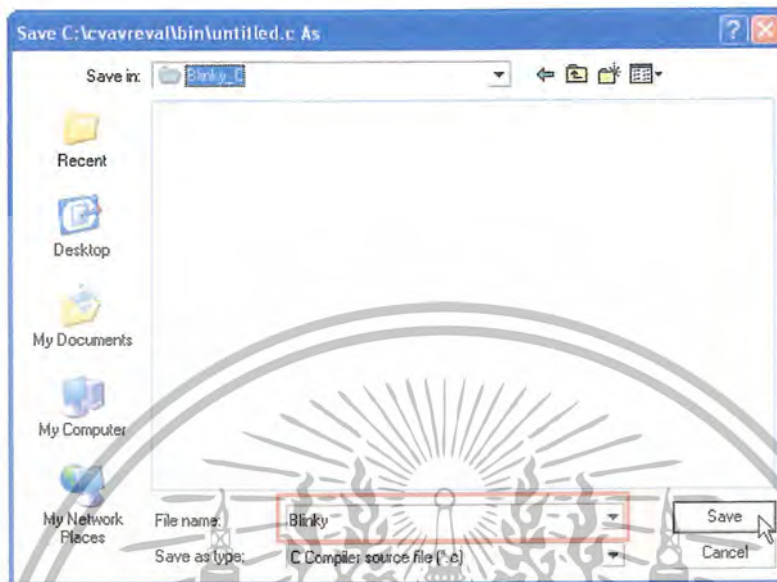 Save C:\cvavreval\bin\untitled.c As
Save in: Blinky_C
Recent
Desktop
My Documents
My Computer
My Network Places
File name: Blinky
Save as type: C Compiler source file (*.c)
Save
Cancel